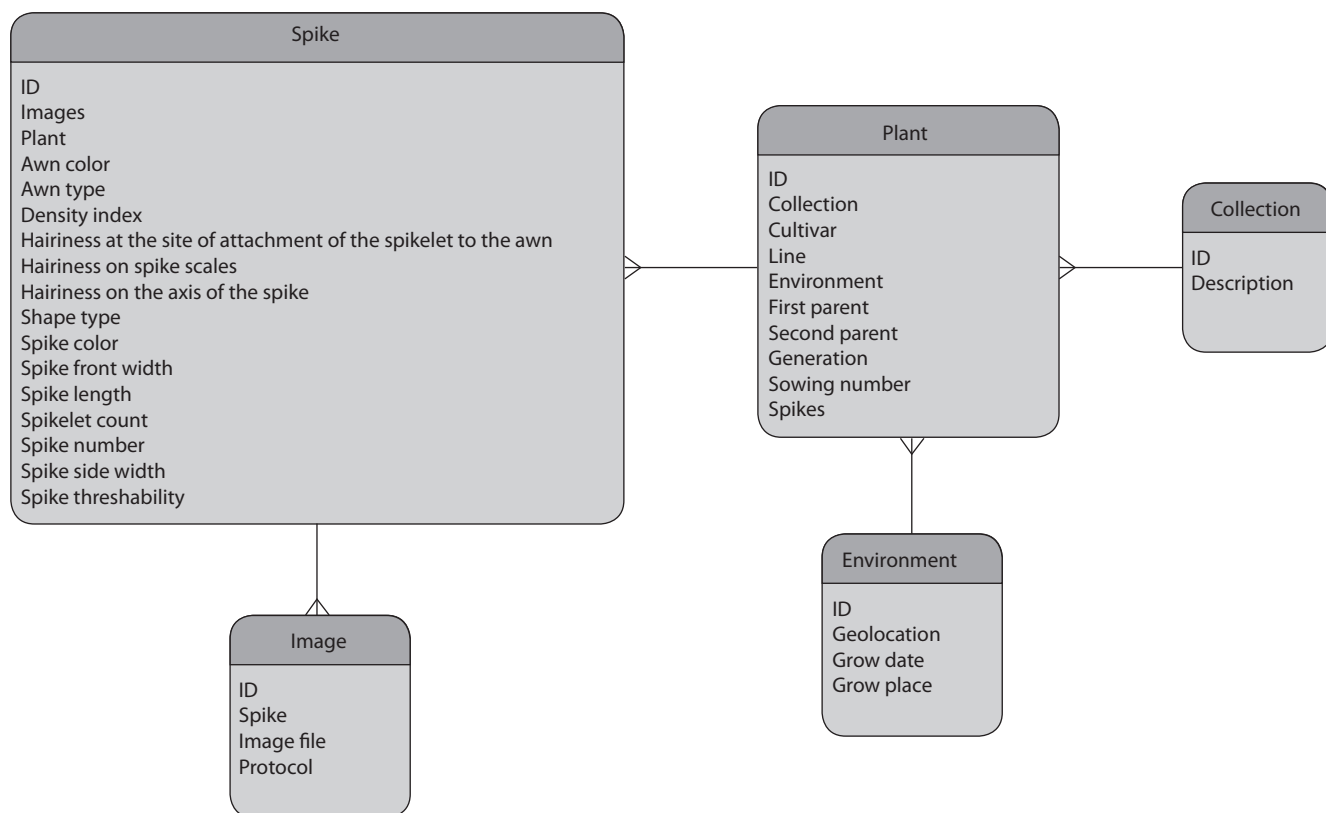 Spike
ID
Images
Plant
Awn color
Awn type
Density index
Hairiness at the site of attachment of the spikelet to the awn
Hairiness on spike scales
Hairiness on the axis of the spike
Shape type
Spike color
Spike front width
Spike length
Spikelet count
Spike number
Spike side width
Spike threshability
Plant
ID
Collection
Cultivar
Line
Environment
First parent
Second parent
Generation
Sowing number
Spikes
Collection
ID
Description
Environment
ID
Geolocation
Grow date
Grow place
Image
ID
Spike
Image file
Protocol